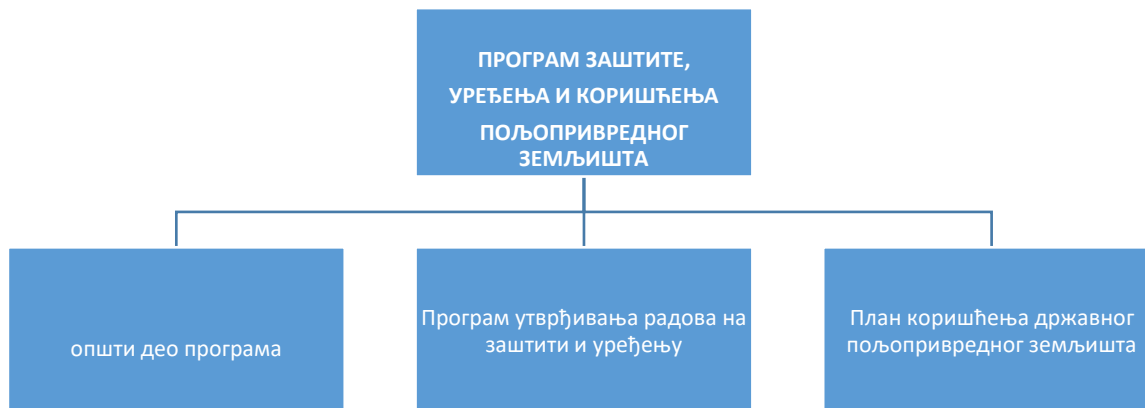 ПРОГРАМ ЗАШТИТЕ,
УРЕЂЕЊА И КОРИШЋЕЊА
ПОЉОПРИВРЕДНОГ
ЗЕМЉИШТА
општи део програма
Програм утврђивања радова на
заштити и уређењу
План коришћења државног
пољопривредног земљишта